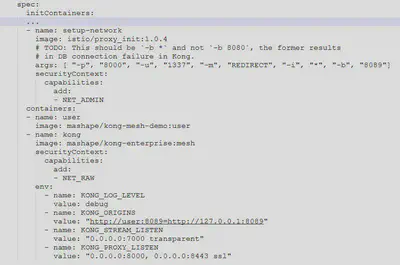 spec:
initContainers:
...
- name: setup-network
image: istio/proxy_init:1.0.4
# TODO: This should be `-b *` and not `-b 8080`, the former results
# in DB connection failure in Kong.
args: [ "-p", "8000", "-u", "1337", "-m", "REDIRECT", "-i", "*", "-b", "8089"]
securityContext:
capabilities:
add:
- NET_ADMIN
containers:
- name: user
image: mashape/kong-mesh-demo:user
- name: kong
image: mashape/kong-enterprise:mesh
securityContext:
capabilities:
add:
- NET_RAW
env:
- name: KONG_LOG_LEVEL
value: debug
- name: KONG_ORIGINS
value: "http://user:8089=http://127.0.0.1:8089"
- name: KONG_STREAM_LISTEN
value: "0.0.0.0:7000 transparent"
- name: KONG_PROXY_LISTEN
value: "0.0.0.0:8000, 0.0.0.0:8443 ssl"